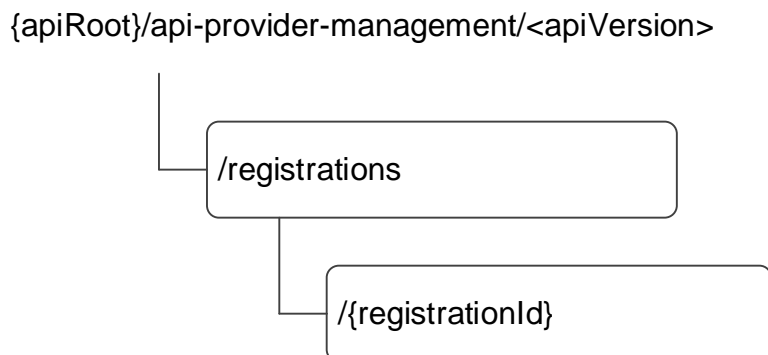 {apiRoot}/api-provider-management/<apiVersion>
/registrations
/{registrationId}